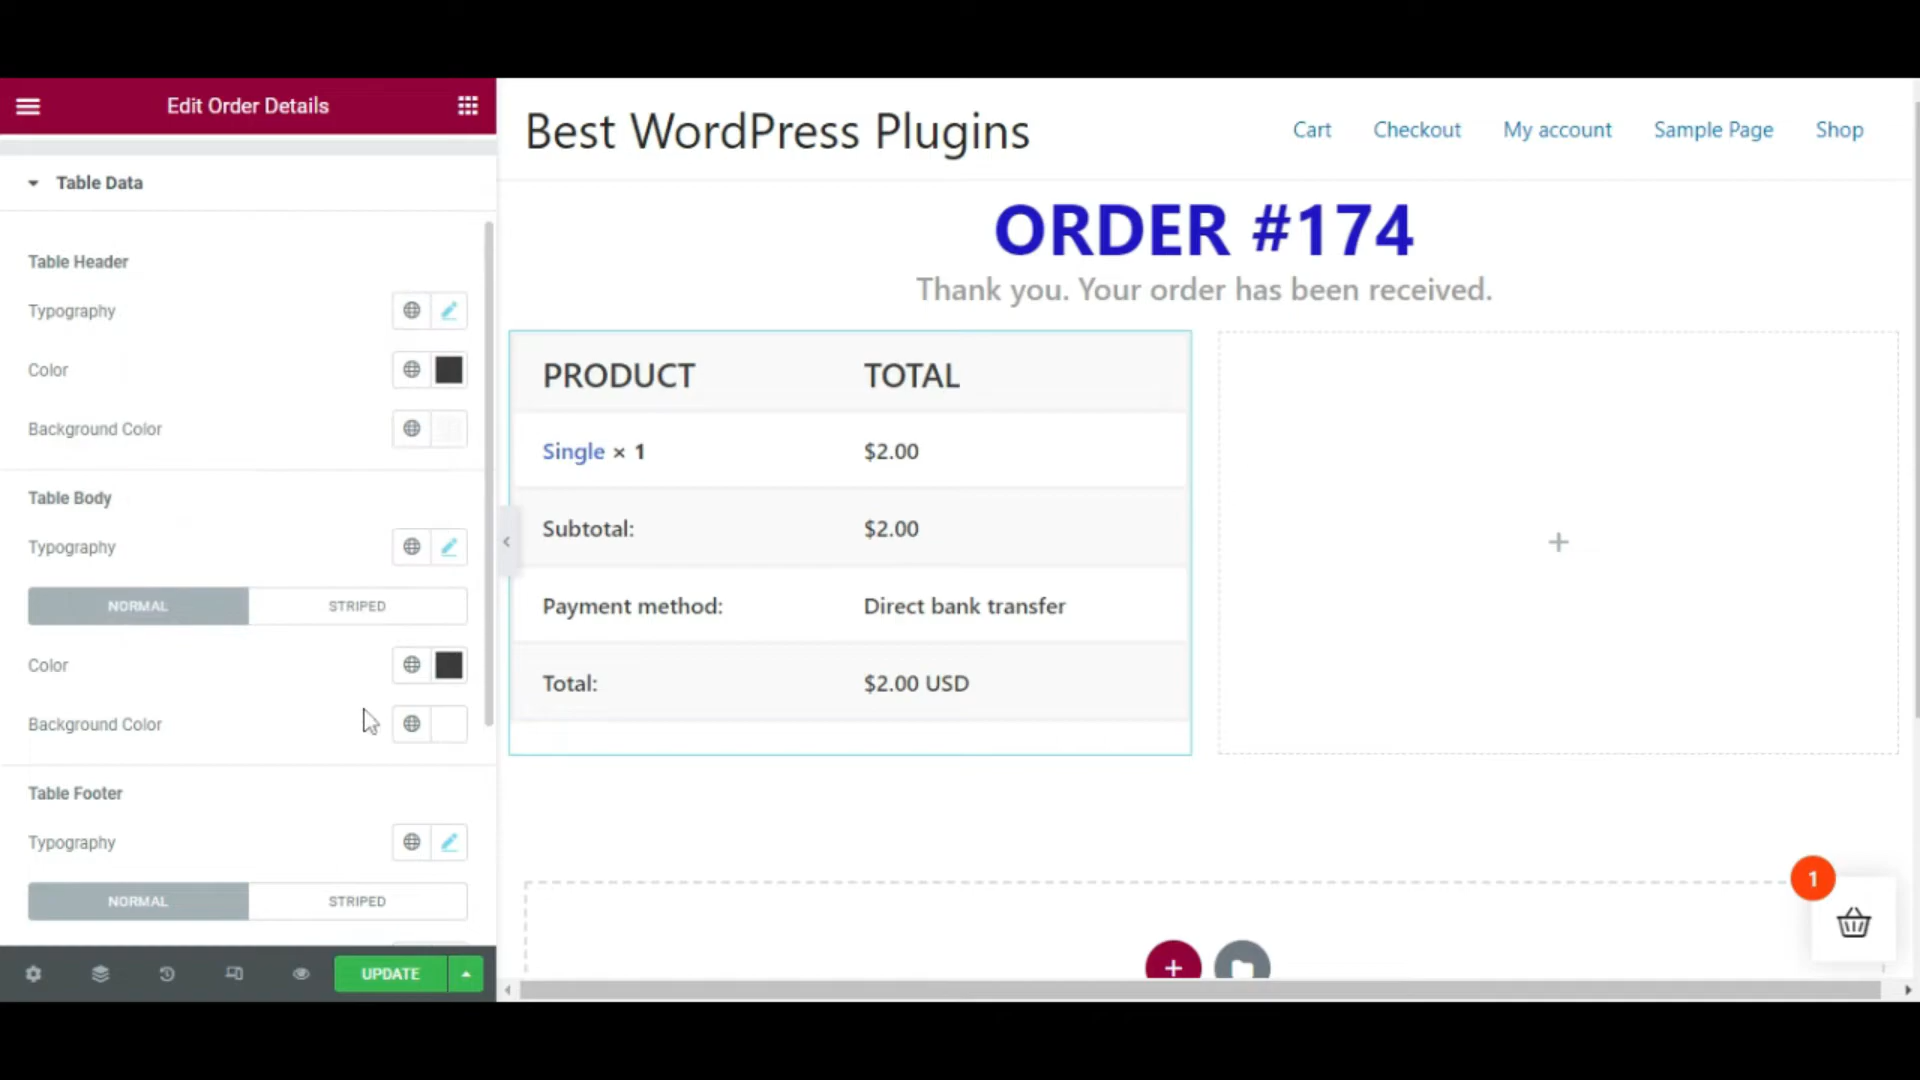 Edit Order Details
Table Data
Table Header
Typography
Color
Background Color
Table Body
Typography
NORMAL STRIPED
Color
Background Color
Table Footer
Typography
NORMAL STRIPED
UPDATE
Best WordPress Plugins
Cart Checkout My account Sample Page Shop
ORDER #174
Thank you. Your order has been received.
PRODUCT TOTAL
Single × 1 $2.00
Subtotal: $2.00
Payment method: Direct bank transfer
Total: $2.00 USD
1